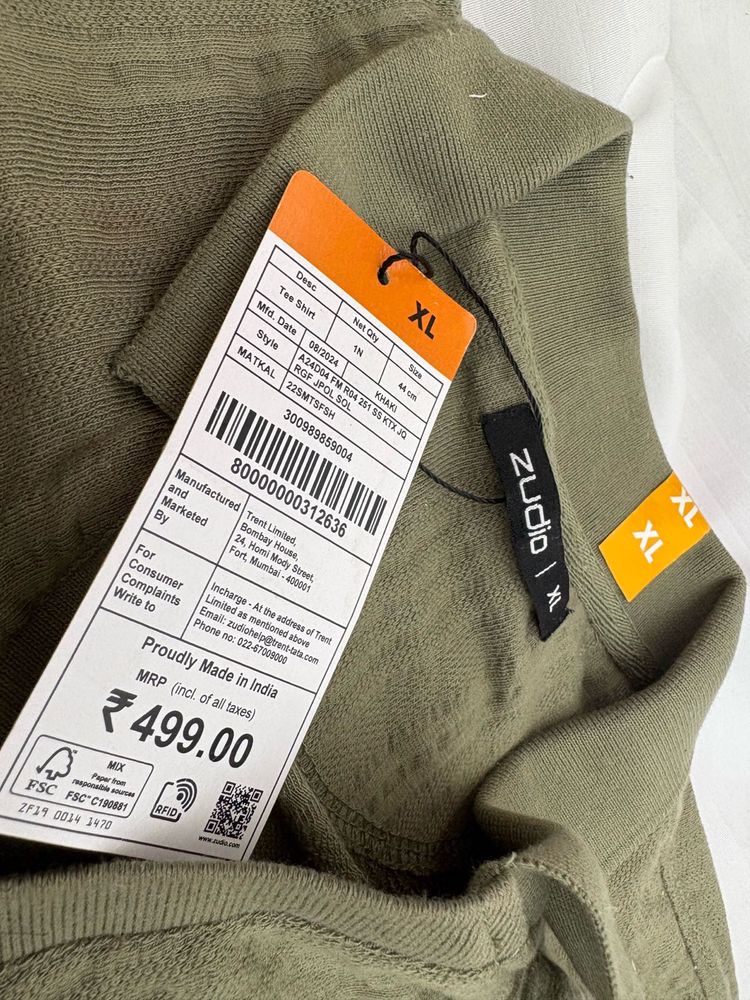 XL
Desc
Tee Shirt
Net Qty
1N
Size
44 cm
Mfd. Date
08/2024
KHAKI
Style
A24D04 FM R04 251 SS KTX JQ
RGF JPOL SOL
MATKAL
22SMTSFSH
300989859004
80000000312636
Manufactured
and
Marketed
By
Trent Limited,
Bombay House,
24, Homi Mody Street,
Fort, Mumbai - 400001
For
Consumer
Complaints
Write to
Incharge - At the address of Trent
Limited as mentioned above
Email: zudiohelp@trent-tata.com
Phone no: 022-67009000
Proudly Made in India
MRP (incl. of all taxes)
₹499.00
FSC™
MIX
Paper from
responsible sources
FSC™ C190881
RFID
2F19 0014 1470
www.zudio.com
zudio | XL
XL
XL